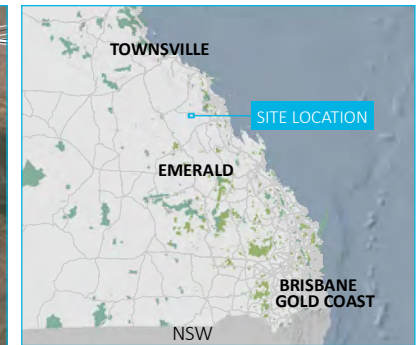 TOWNSVILLE
SITE LOCATION
EMERALD
BRISBANE
GOLD COAST
NSW